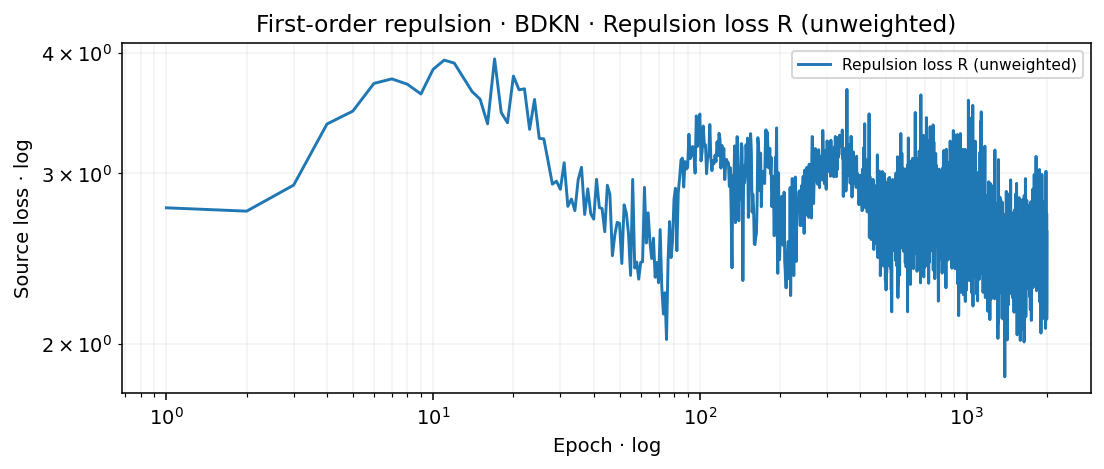 First-order repulsion · BDKN · Repulsion loss R (unweighted)
Repulsion loss R (unweighted)
4 × 10⁰
3 × 10⁰
2 × 10⁰
Source loss · log
10⁰ 10¹ 10² 10³
Epoch · log